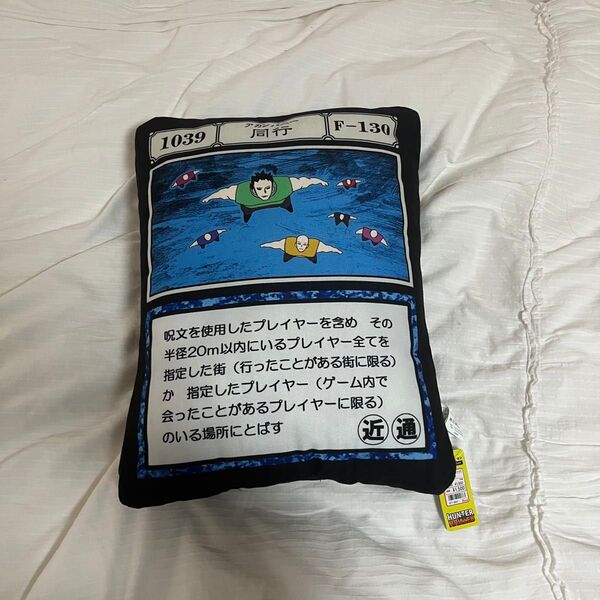 1039
アカンパニー
同行
F-130
呪文を使用したプレイヤーを含め その
半径20m以内にいるプレイヤー全てを
指定した街（行ったことがある街に限る）
か 指定したプレイヤー（ゲーム内で
会ったことがあるプレイヤーに限る）
のいる場所にとばす
近 通
HUNTER